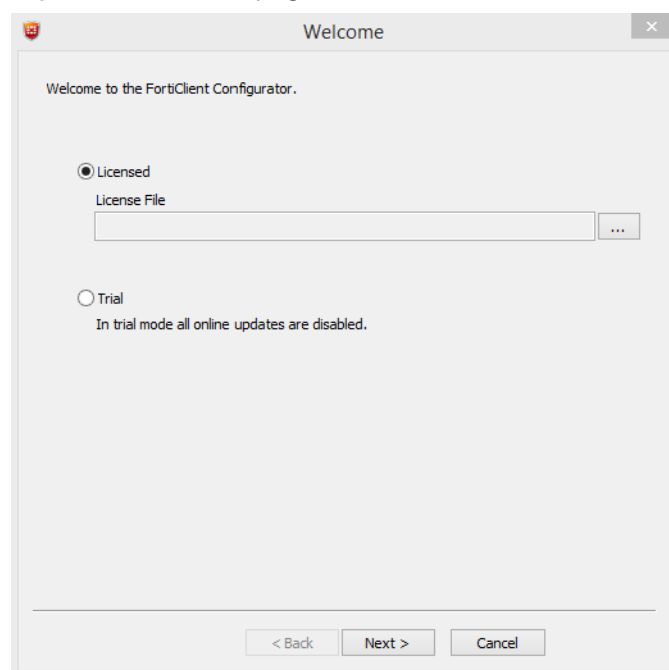 Welcome
Welcome to the FortiClient Configurator.
Licensed
License File
...
Trial
In trial mode all online updates are disabled.
< Back Next > Cancel